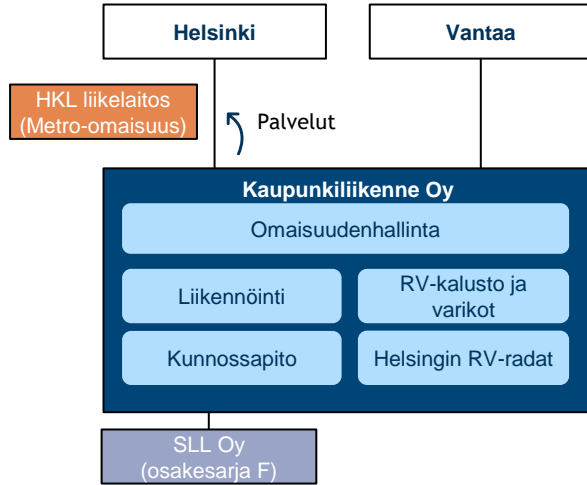 Helsinki
Vantaa
HKL liikelaitos
(Metro-omaisuus)
Palvelut
Kaupunkiliikenne Oy
Omaisuudenhallinta
Liikennöinti
RV-kalusto ja
varikot
Kunnossapito
Helsingin RV-radat
SLL Oy
(osakesarja F)